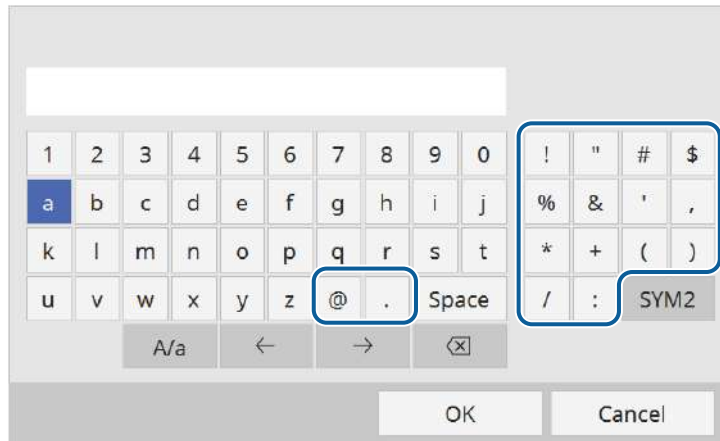 1 2 3 4 5 6 7 8 9 0 ! " # $
a b c d e f g h i j % & ' ,
k l m n o p q r s t * + ( )
u v w x y z @ . Space / : SYM2
A/a ← → ⌫
OK Cancel